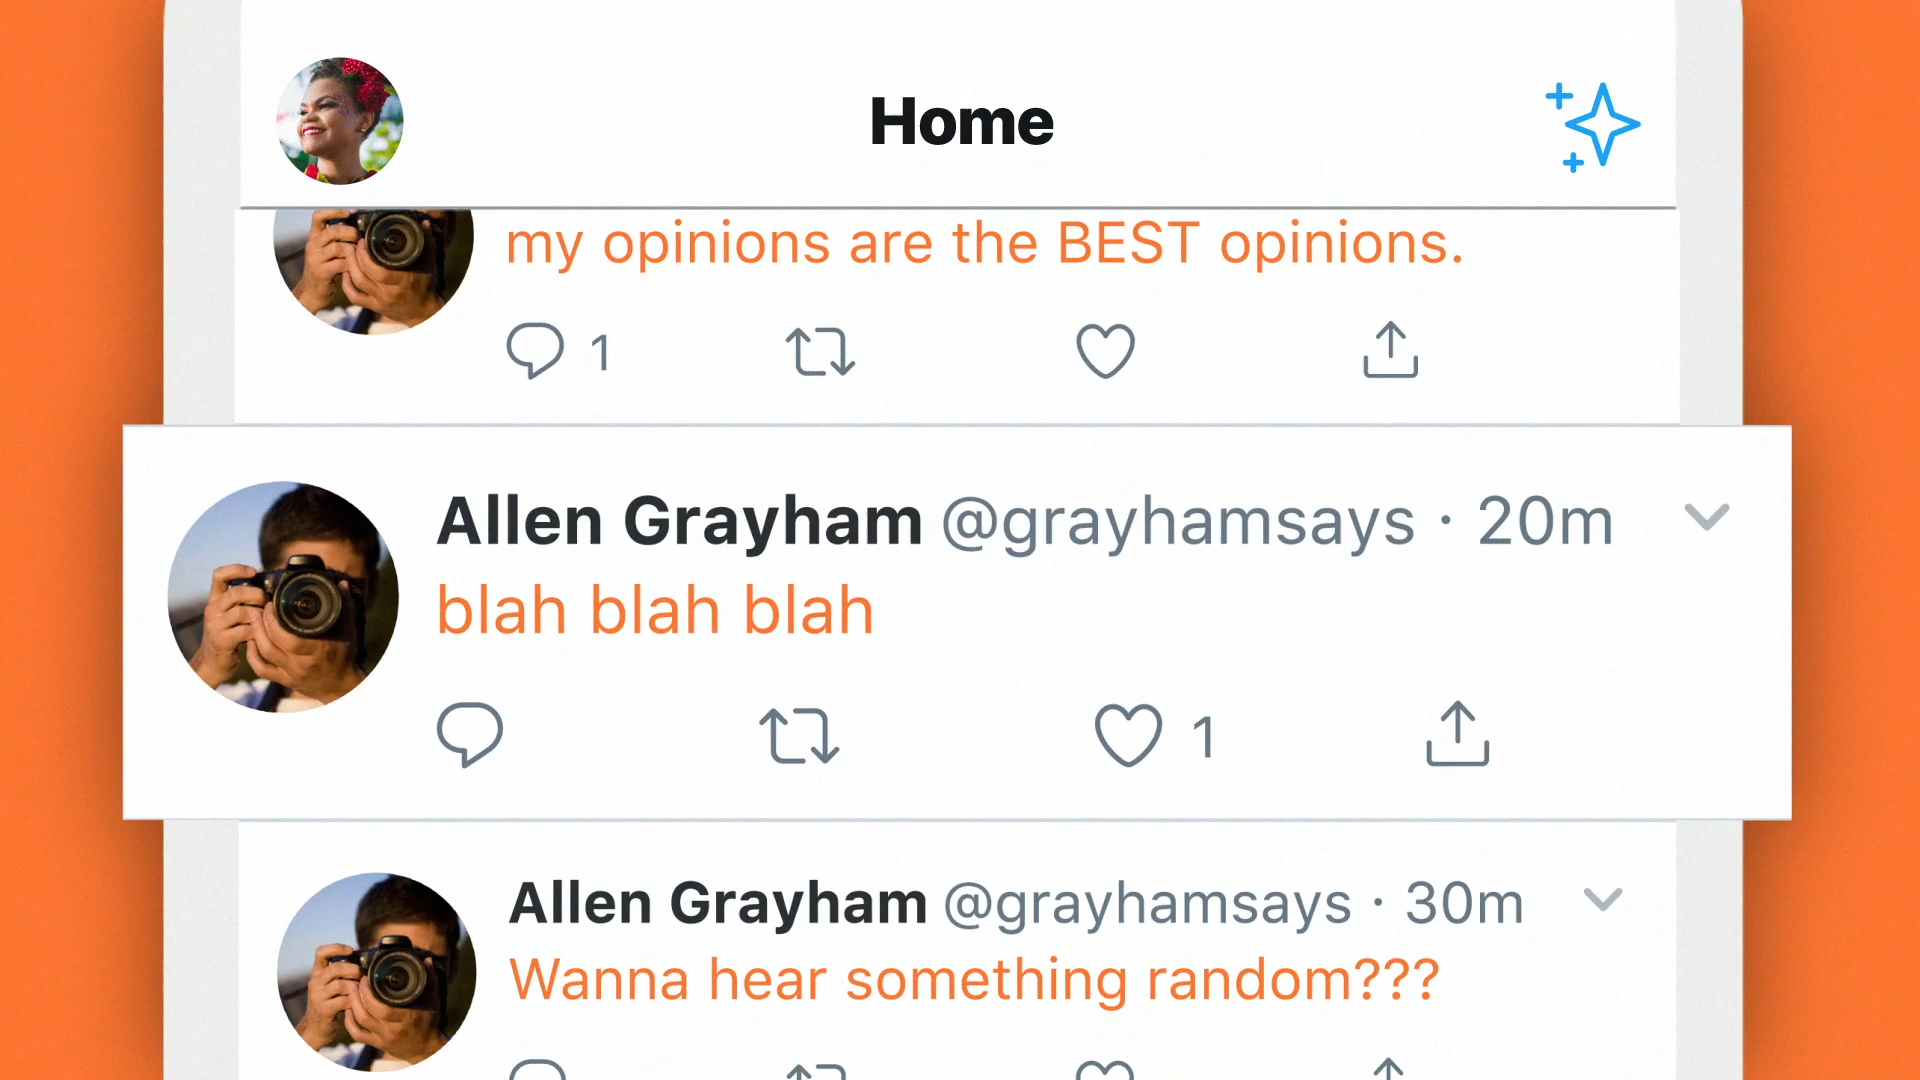 Home
my opinions are the BEST opinions.
1
Allen Grayham @grayhamsays · 20m
blah blah blah
1
Allen Grayham @grayhamsays · 30m
Wanna hear something random???